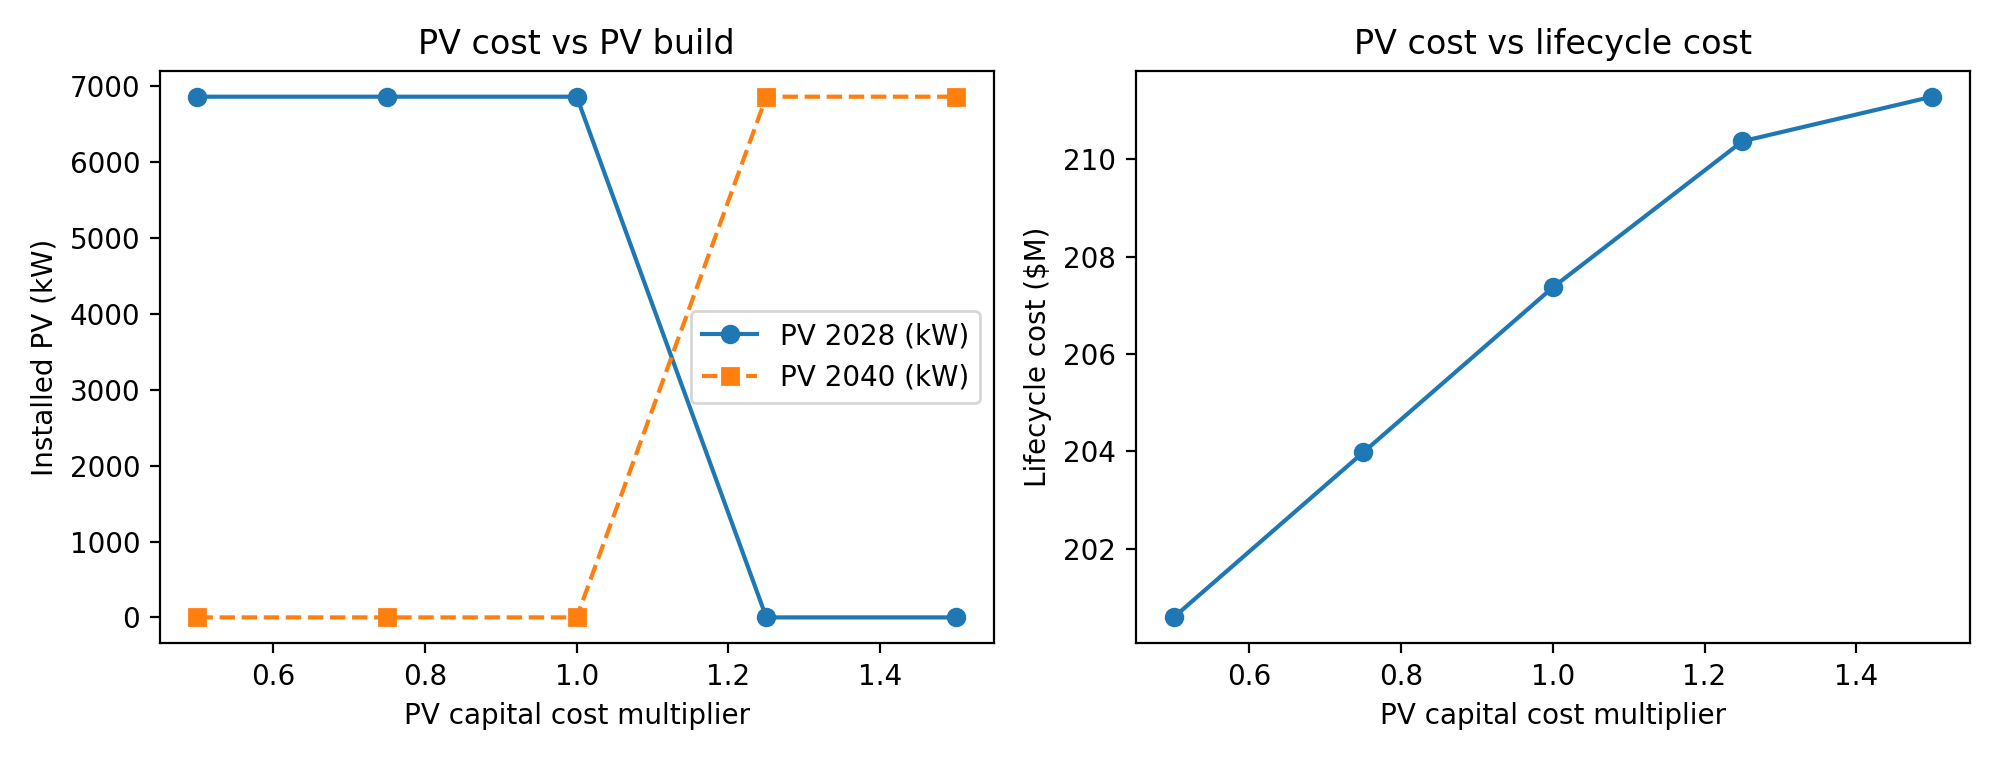 PV cost vs PV build
7000
6000
5000
4000
3000
2000
1000
0
Installed PV (kW)
PV 2028 (kW)
PV 2040 (kW)
0.6 0.8 1.0 1.2 1.4
PV capital cost multiplier
PV cost vs lifecycle cost
210
208
206
204
202
Lifecycle cost ($M)
0.6 0.8 1.0 1.2 1.4
PV capital cost multiplier